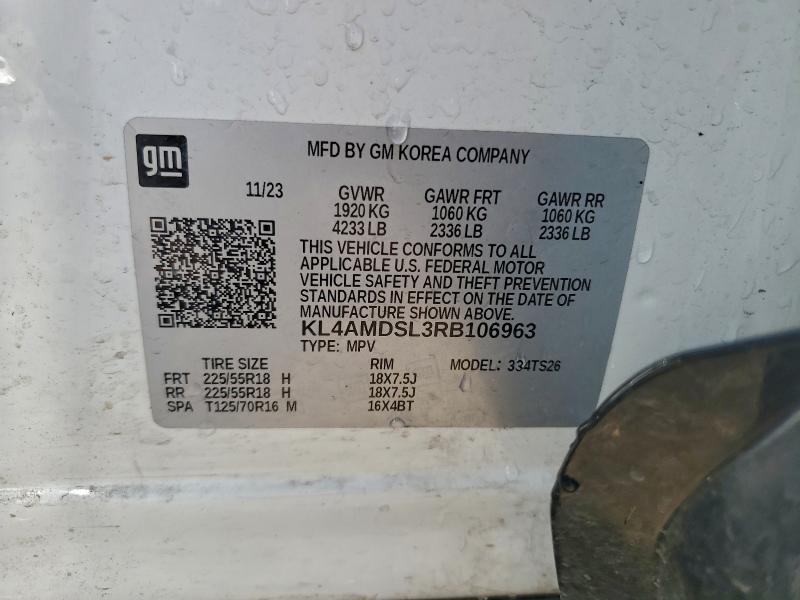 gm
MFD BY GM KOREA COMPANY
11/23 GVWR GAWR FRT GAWR RR
1920 KG 1060 KG 1060 KG
4233 LB 2336 LB 2336 LB
THIS VEHICLE CONFORMS TO ALL
APPLICABLE U.S. FEDERAL MOTOR
VEHICLE SAFETY AND THEFT PREVENTION
STANDARDS IN EFFECT ON THE DATE OF
MANUFACTURE SHOWN ABOVE.
KL4AMDSL3RB106963
TYPE: MPV
TIRE SIZE RIM MODEL: 334TS26
FRT 225/55R18 H 18X7.5J
RR 225/55R18 H 18X7.5J
SPA T125/70R16 M 16X4BT